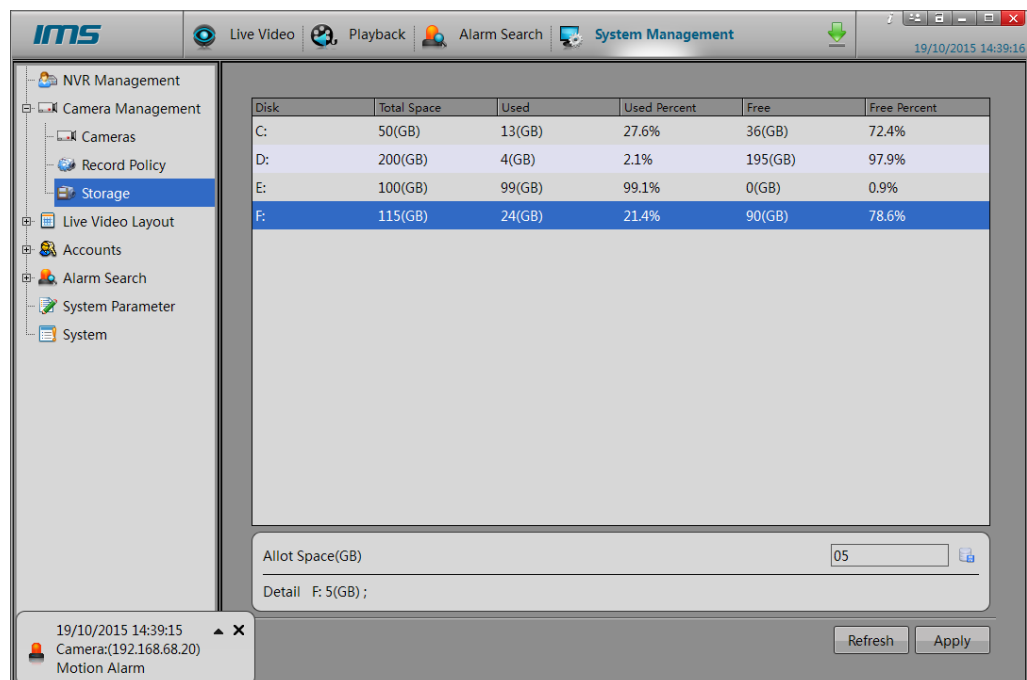 IMS Live Video Playback Alarm Search System Management
19/10/2015 14:39:16
NVR Management
Camera Management
Cameras
Record Policy
Storage
Live Video Layout
Accounts
Alarm Search
System Parameter
System
Disk Total Space Used Used Percent Free Free Percent
C: 50(GB) 13(GB) 27.6% 36(GB) 72.4%
D: 200(GB) 4(GB) 2.1% 195(GB) 97.9%
E: 100(GB) 99(GB) 99.1% 0(GB) 0.9%
F: 115(GB) 24(GB) 21.4% 90(GB) 78.6%
Allot Space(GB) 05
Detail F: 5(GB) ;
19/10/2015 14:39:15
Camera:(192.168.68.20)
Motion Alarm
Refresh Apply